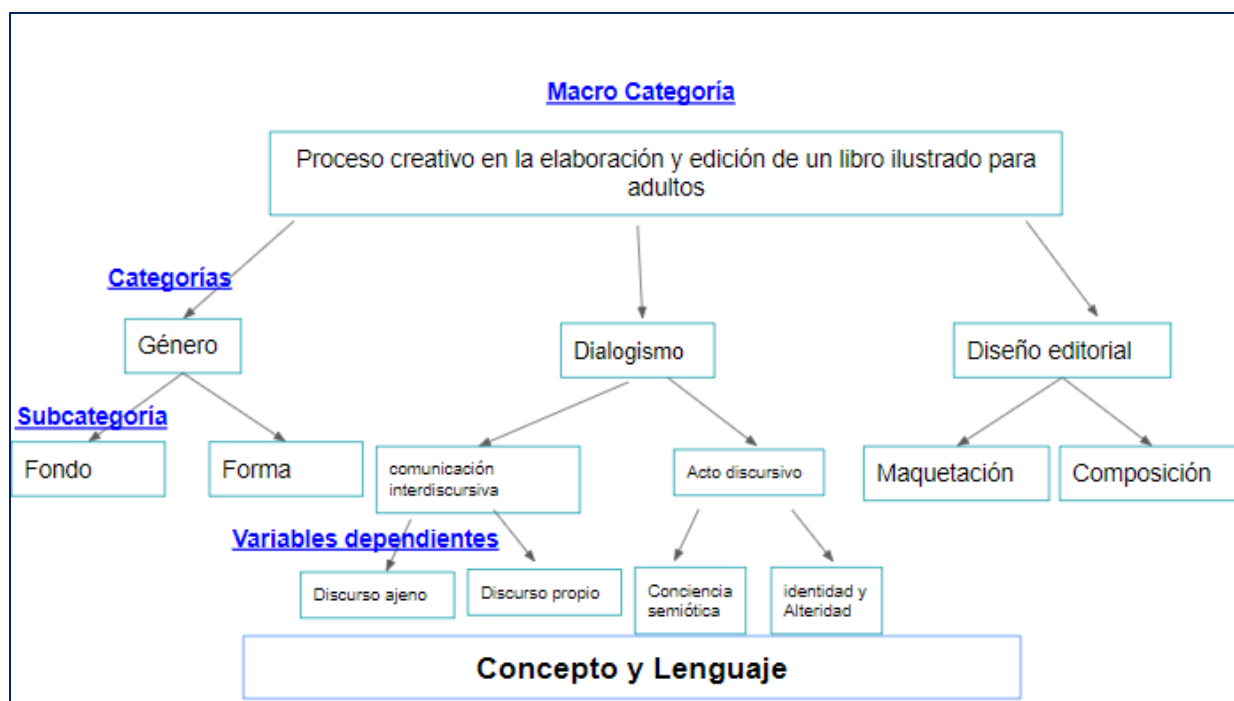 Macro Categoría
Proceso creativo en la elaboración y edición de un libro ilustrado para
adultos
Categorías
Género
Dialogismo
Diseño editorial
Subcategoría
Fondo
Forma
comunicación
interdiscursiva
Acto discursivo
Maquetación
Composición
Variables dependientes
Discurso ajeno
Discurso propio
Conciencia
semiótica
identidad y
Alteridad
Concepto y Lenguaje